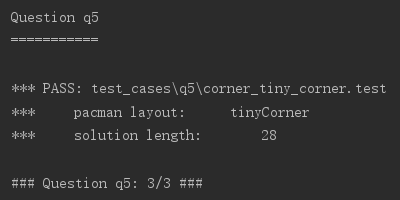 Question q5
===========
*** PASS: test_cases\q5\corner_tiny_corner.test
***     pacman layout:      tinyCorner
***     solution length:        28
### Question q5: 3/3 ###